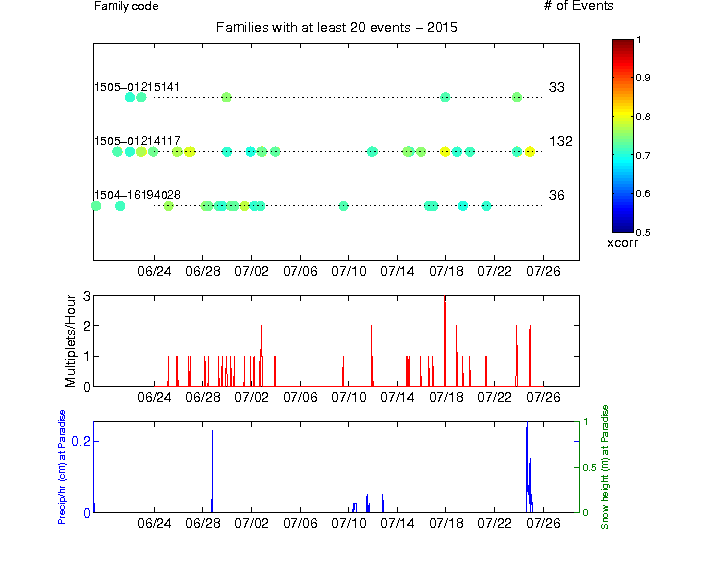 Family code
# of Events
Families with at least 20 events – 2015
1505–01215141
33
1505–01214117
132
1504–16194028
36
06/24 06/28 07/02 07/06 07/10 07/14 07/18 07/22 07/26
1
0.9
0.8
0.7
0.6
0.5
xcorr
Multiplets/Hour
3
2
1
0
06/24 06/28 07/02 07/06 07/10 07/14 07/18 07/22 07/26
Precip/hr (cm) at Paradise
0.2
0
1
0.5
0
Snow height (m) at Paradise
06/24 06/28 07/02 07/06 07/10 07/14 07/18 07/22 07/26